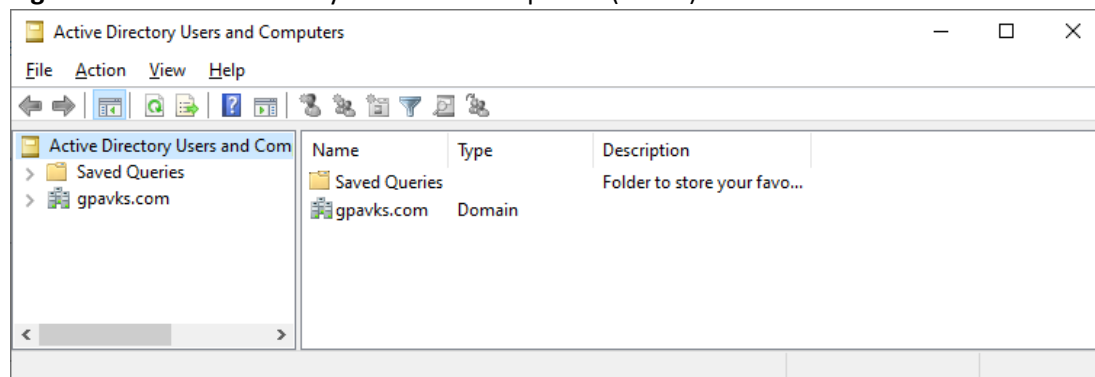 Active Directory Users and Computers
File Action View Help
Active Directory Users and Com
Saved Queries
gpavks.com
Name Type Description
Saved Queries Folder to store your favo...
gpavks.com Domain